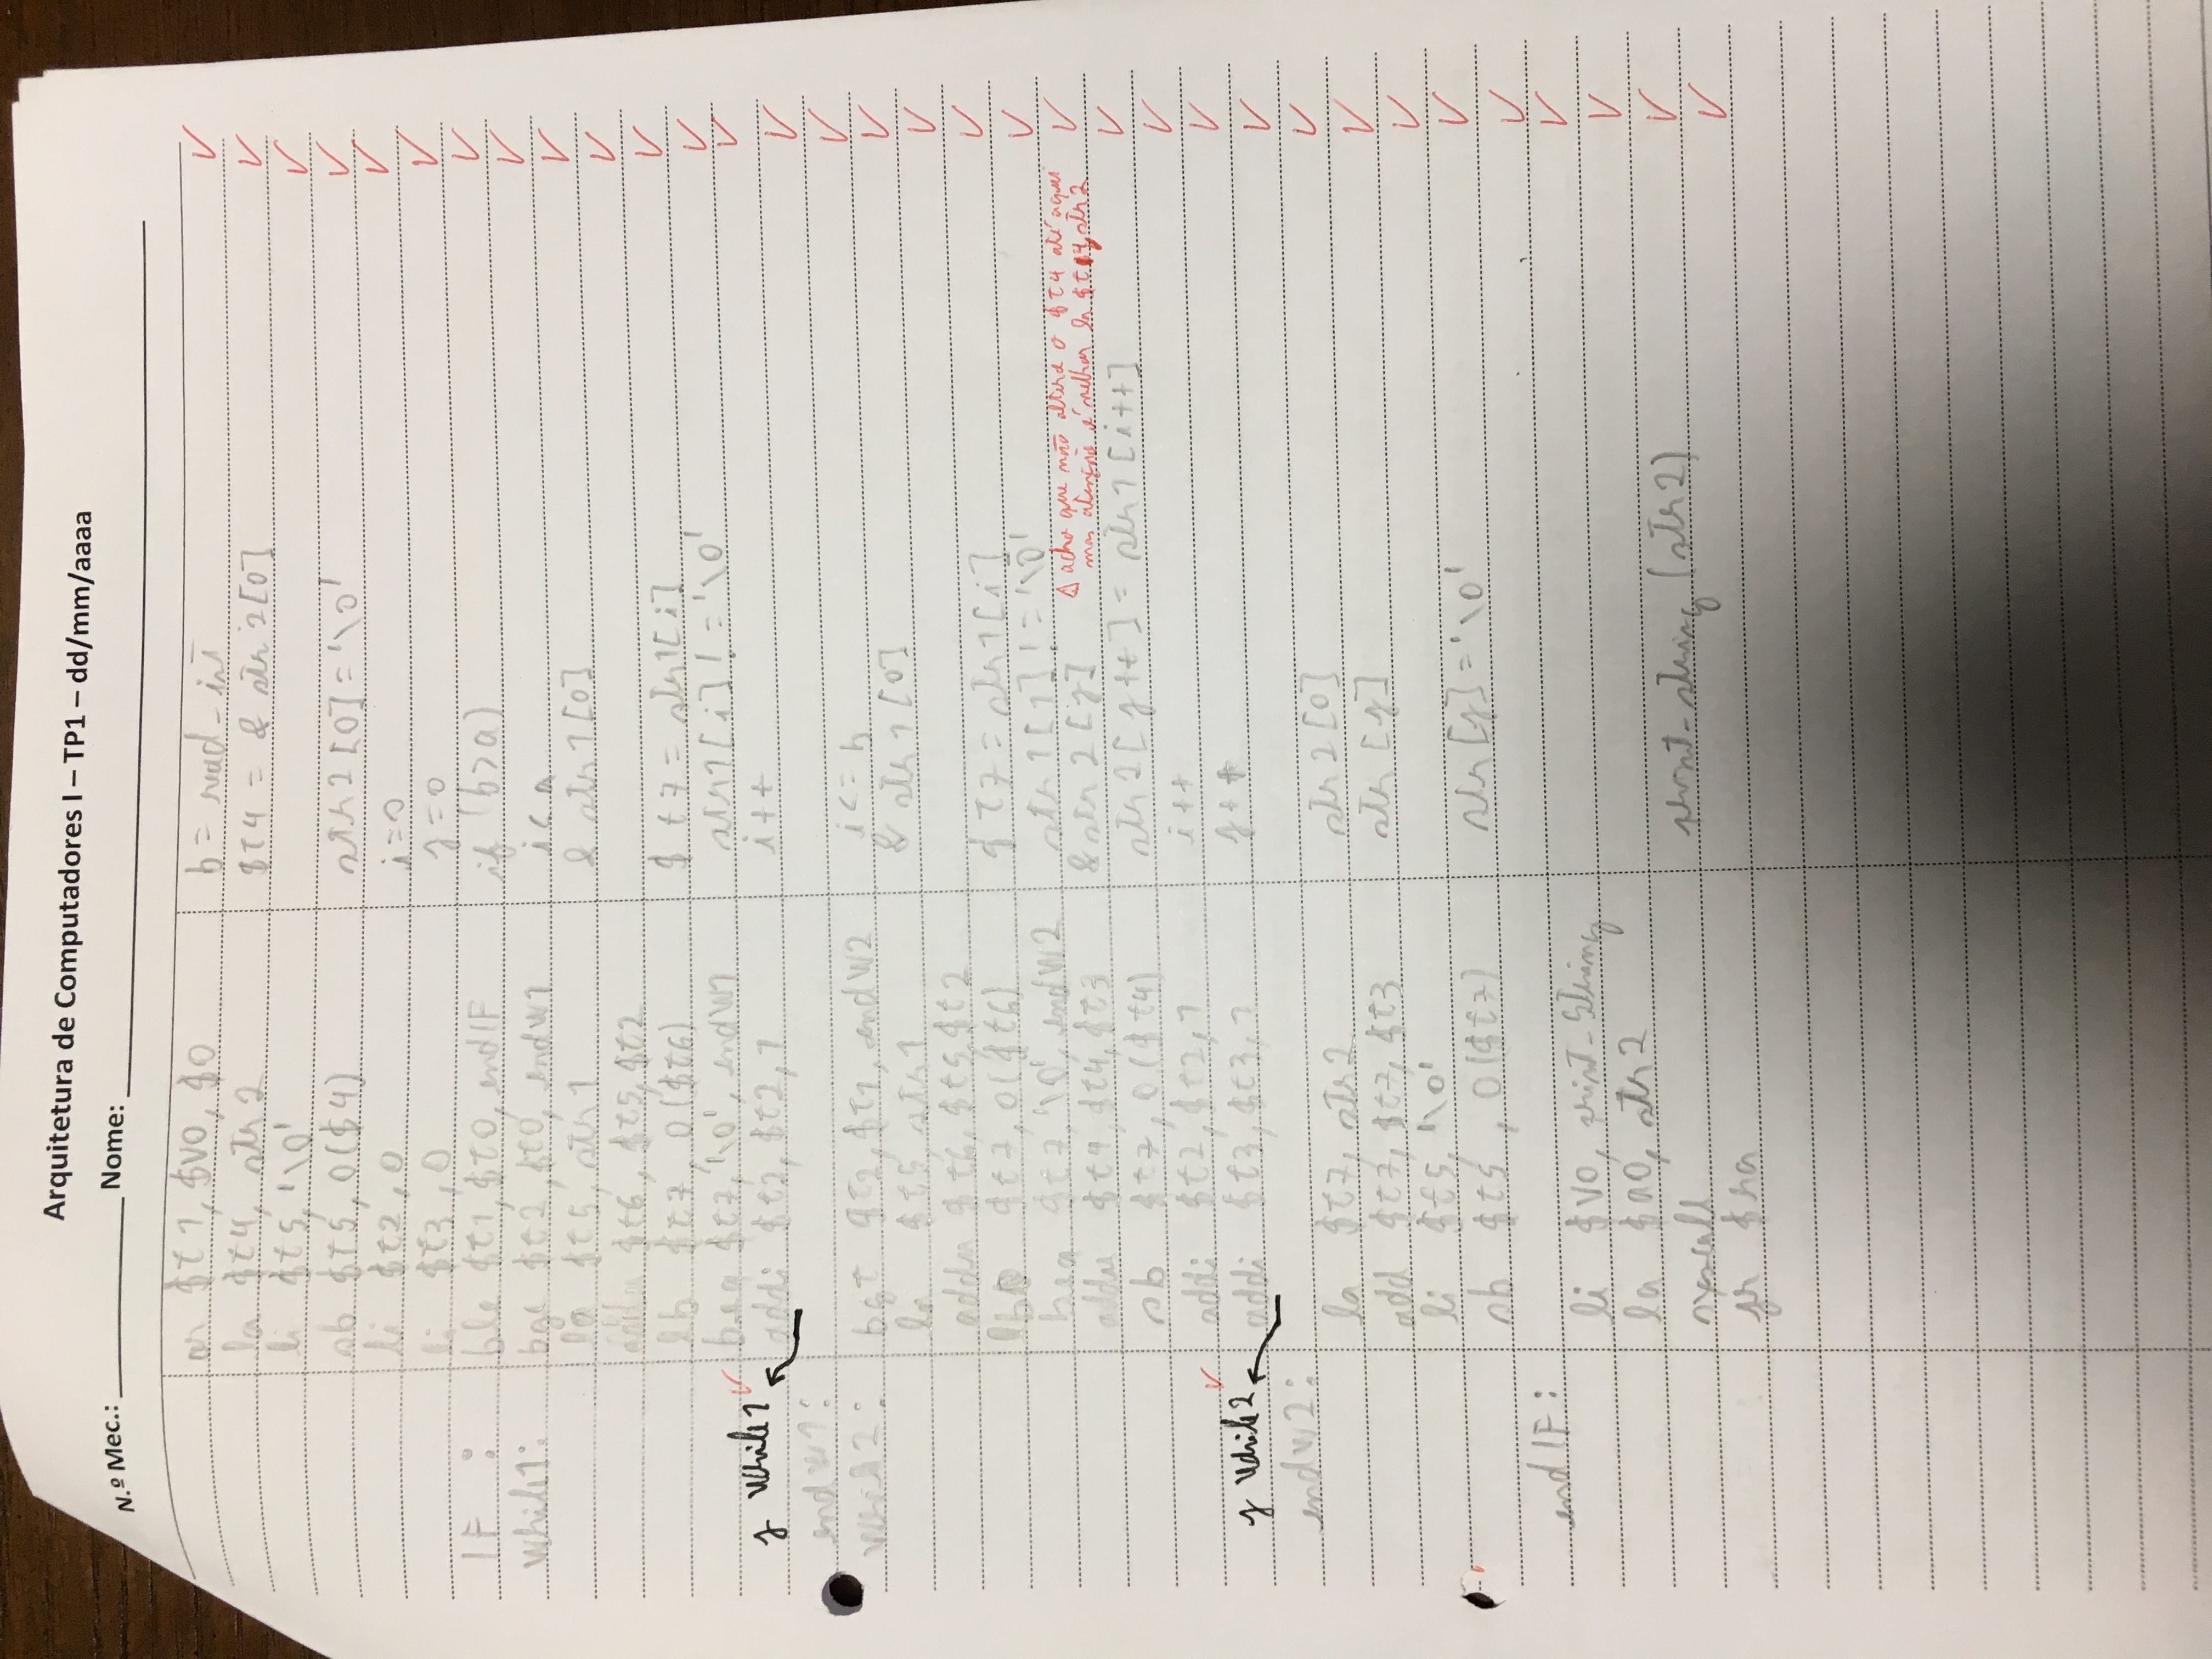 Arquitetura de Computadores I – TP1 – dd/mm/aaaa
N.º Mec.: Nome:
or $t1, $v0, $0 b = read_int
la $t4, str2 $t4 = & str2[0]
li $t5, '\0'
sb $t5, 0($4) str2[0]='\0'
li $t2, 0 i=0
li $t3, 0 j=0
IF : ble $t1, $t0, endIF if (b>a)
While1: bge $t2, $t0, endW1 i < a
la $t5, str1 & str1[0]
addu $t6, $t5, $t2
lb $t7, 0($t6) $t7 = str1[i]
beq $t7, '\0', endW1 str1[i] != '\0'
j While1 addi $t2, $t2, 1 i++
endW1:
While2: bgt $t2, $t1, endW2 i <= b
la $t5, str1 & str1[0]
addu $t6, $t5, $t2
lb $t7, 0($t6) $t7 = str1[i]
beq $t7, '\0', endW2 str1[1] != '\0'
⚠ acho que não alterei o $t4 até aqui
mas atenção é melhor la $t4, str2
addu $t4, $t4, $t3 &str2[j]
sb $t7, 0($t4) str2[j++] = str1[i++]
addi $t2, $t2, 1 i++
j While2 addi $t3, $t3, 1 j++
endW2:
la $t7, str2 str2[0]
add $t7, $t7, $t3 str[j]
li $t5, '\0'
sb $t5, 0($t7) str[j]='\0'
endIF:
li $v0, print_String
la $a0, str2
syscall print_string(str2)
jr $ra